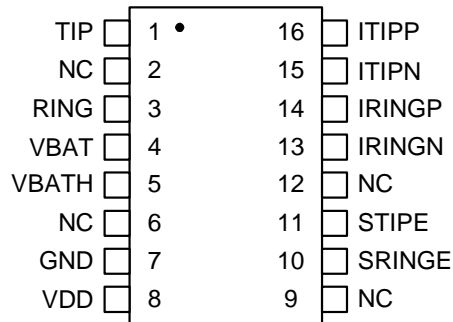 TIP 1 16 ITIPP
NC 2 15 ITIPN
RING 3 14 IRINGP
VBAT 4 13 IRINGN
VBATH 5 12 NC
NC 6 11 STIPE
GND 7 10 SRINGE
VDD 8 9 NC